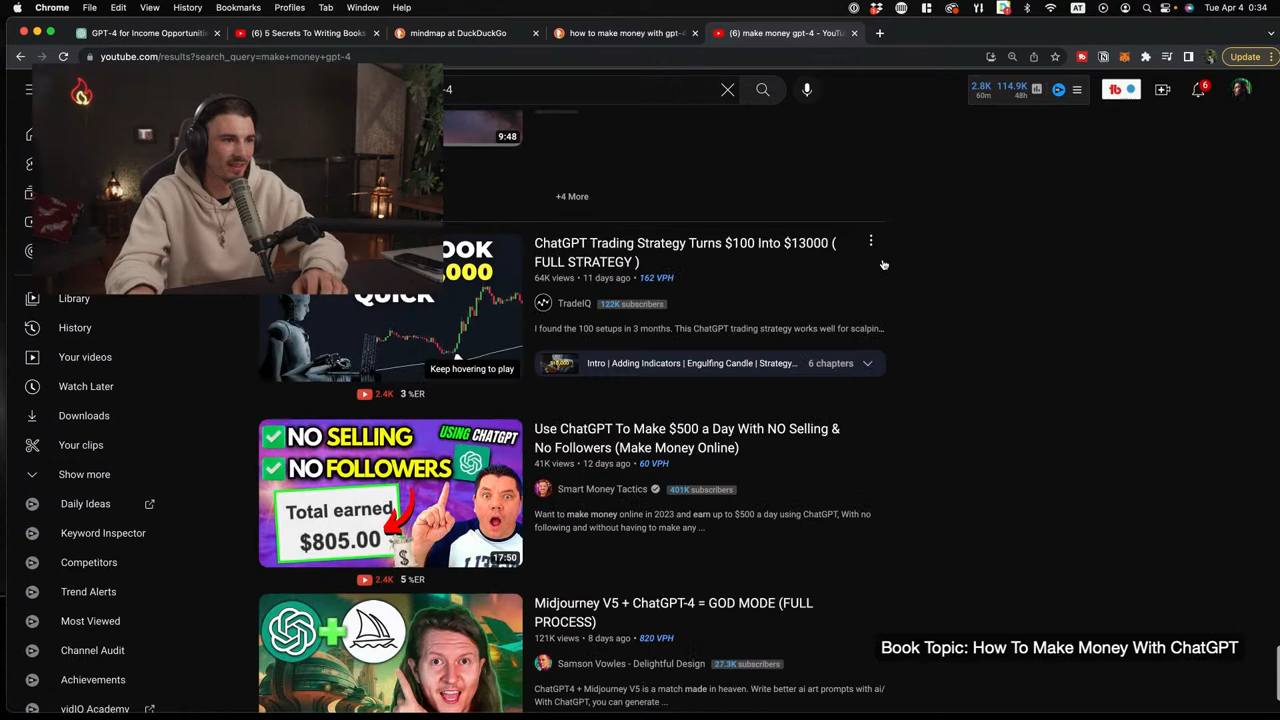 Chrome File Edit View History Bookmarks Profiles Tab Window Help
AT Tue Apr 4 0:34
GPT-4 for Income Opportuniti
(6) 5 Secrets To Writing Books
mindmap at DuckDuckGo
how to make money with gpt-
(6) make money gpt-4 - YouTu
youtube.com/results?search_query=make+money+gpt-4
Update
-4
2.8K 114.9K
60m 48h
tb
6
9:48
+4 More
ChatGPT Trading Strategy Turns $100 Into $13000 (
FULL STRATEGY )
64K views • 11 days ago • 162 VPH
TradeIQ 122K subscribers
I found the 100 setups in 3 months. This ChatGPT trading strategy works well for scalpin...
Intro | Adding Indicators | Engulfing Candle | Strategy... 6 chapters
OOK
000
QUICK
Keep hovering to play
2.4K 3 %ER
Library
History
Your videos
Watch Later
Downloads
Your clips
Show more
Daily Ideas
Keyword Inspector
Competitors
Trend Alerts
Most Viewed
Channel Audit
Achievements
vidIQ Academy
NO SELLING
USING CHATGPT
NO FOLLOWERS
Total earned
$805.00
$
17:50
Use ChatGPT To Make $500 a Day With NO Selling &
No Followers (Make Money Online)
41K views • 12 days ago • 60 VPH
Smart Money Tactics 401K subscribers
Want to make money online in 2023 and earn up to $500 a day using ChatGPT, With no
following and without having to make any ...
2.4K 5 %ER
Midjourney V5 + ChatGPT-4 = GOD MODE (FULL
PROCESS)
121K views • 8 days ago • 820 VPH
Samson Vowles - Delightful Design 27.3K subscribers
ChatGPT4 + Midjourney V5 is a match made in heaven. Write better ai art prompts with ai/
With ChatGPT, you can generate ...
Book Topic: How To Make Money With ChatGPT